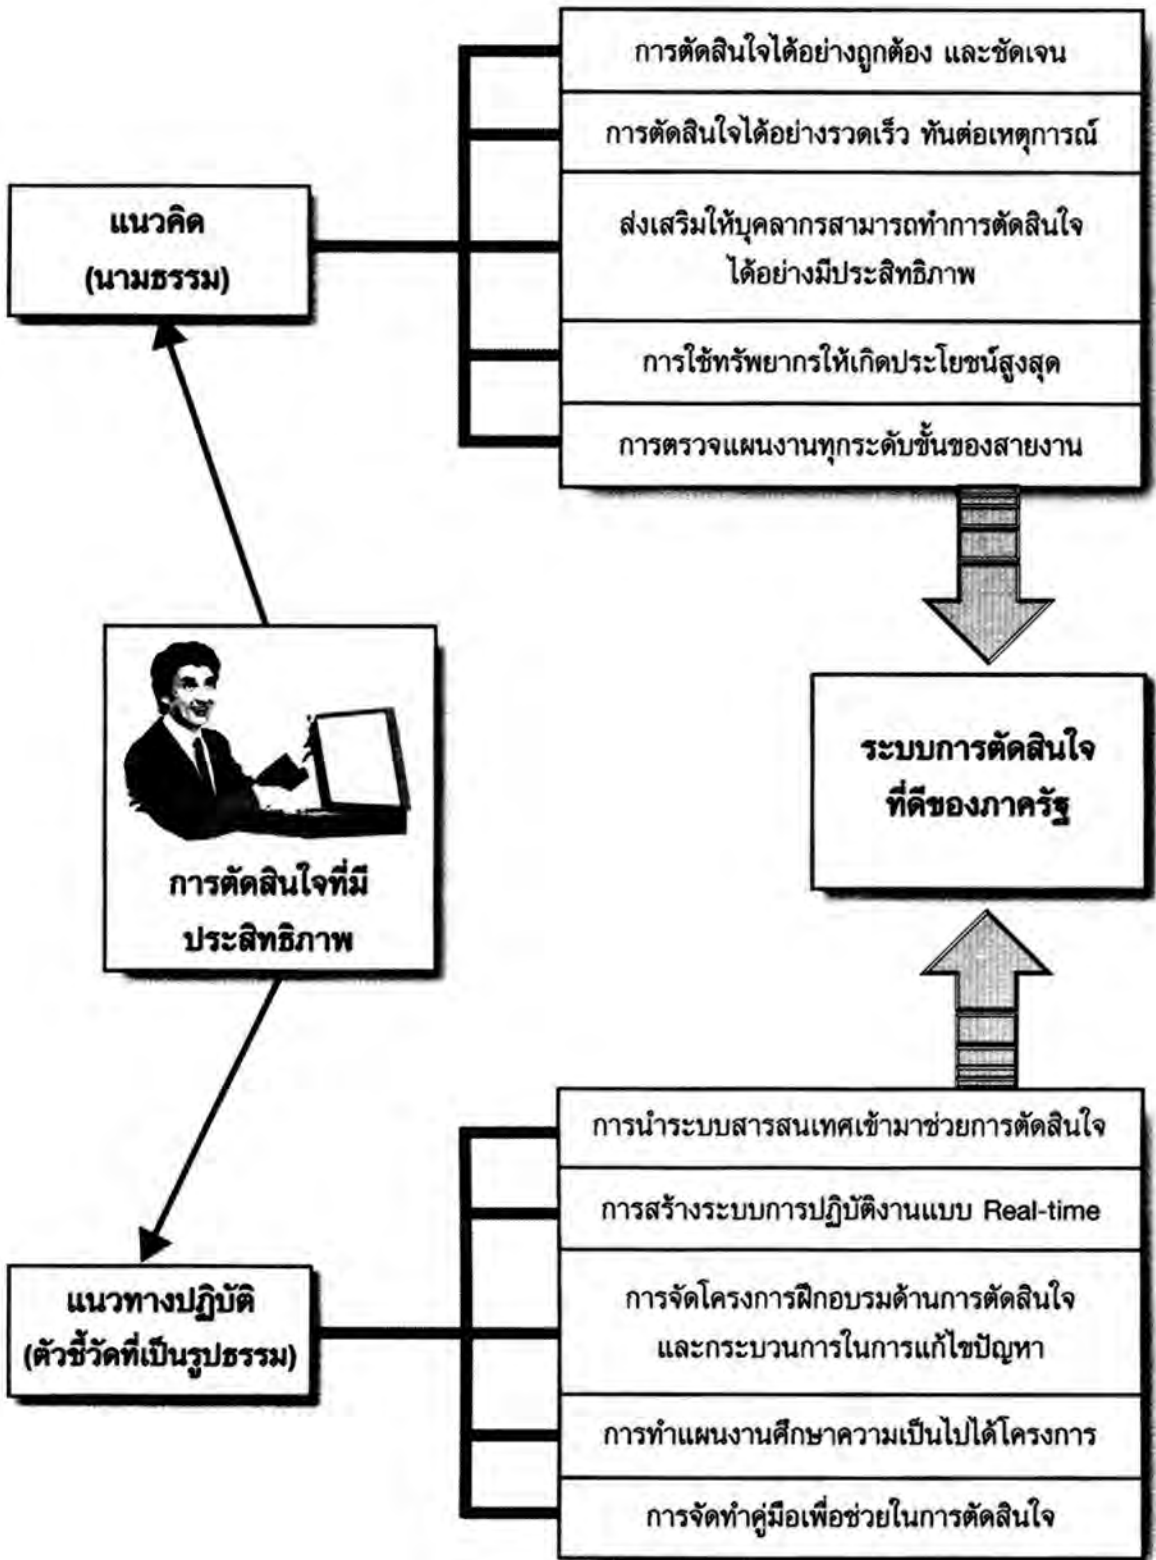 การตัดสินใจได้อย่างถูกต้อง และชัดเจน
การตัดสินใจได้อย่างรวดเร็ว ทันต่อเหตุการณ์
แนวคิด
(นามธรรม)
ส่งเสริมให้บุคลากรสามารถทำการตัดสินใจ
ได้อย่างมีประสิทธิภาพ
การใช้ทรัพยากรให้เกิดประโยชน์สูงสุด
การตรวจแผนงานทุกระดับชั้นของสายงาน
การตัดสินใจที่มี
ประสิทธิภาพ
ระบบการตัดสินใจ
ที่ดีของภาครัฐ
การนำระบบสารสนเทศเข้ามาช่วยการตัดสินใจ
การสร้างระบบการปฏิบัติงานแบบ Real-time
แนวทางปฏิบัติ
(ตัวชี้วัดที่เป็นรูปธรรม)
การจัดโครงการฝึกอบรมด้านการตัดสินใจ
และกระบวนการในการแก้ไขปัญหา
การทำแผนงานศึกษาความเป็นไปได้โครงการ
การจัดทำคู่มือเพื่อช่วยในการตัดสินใจ